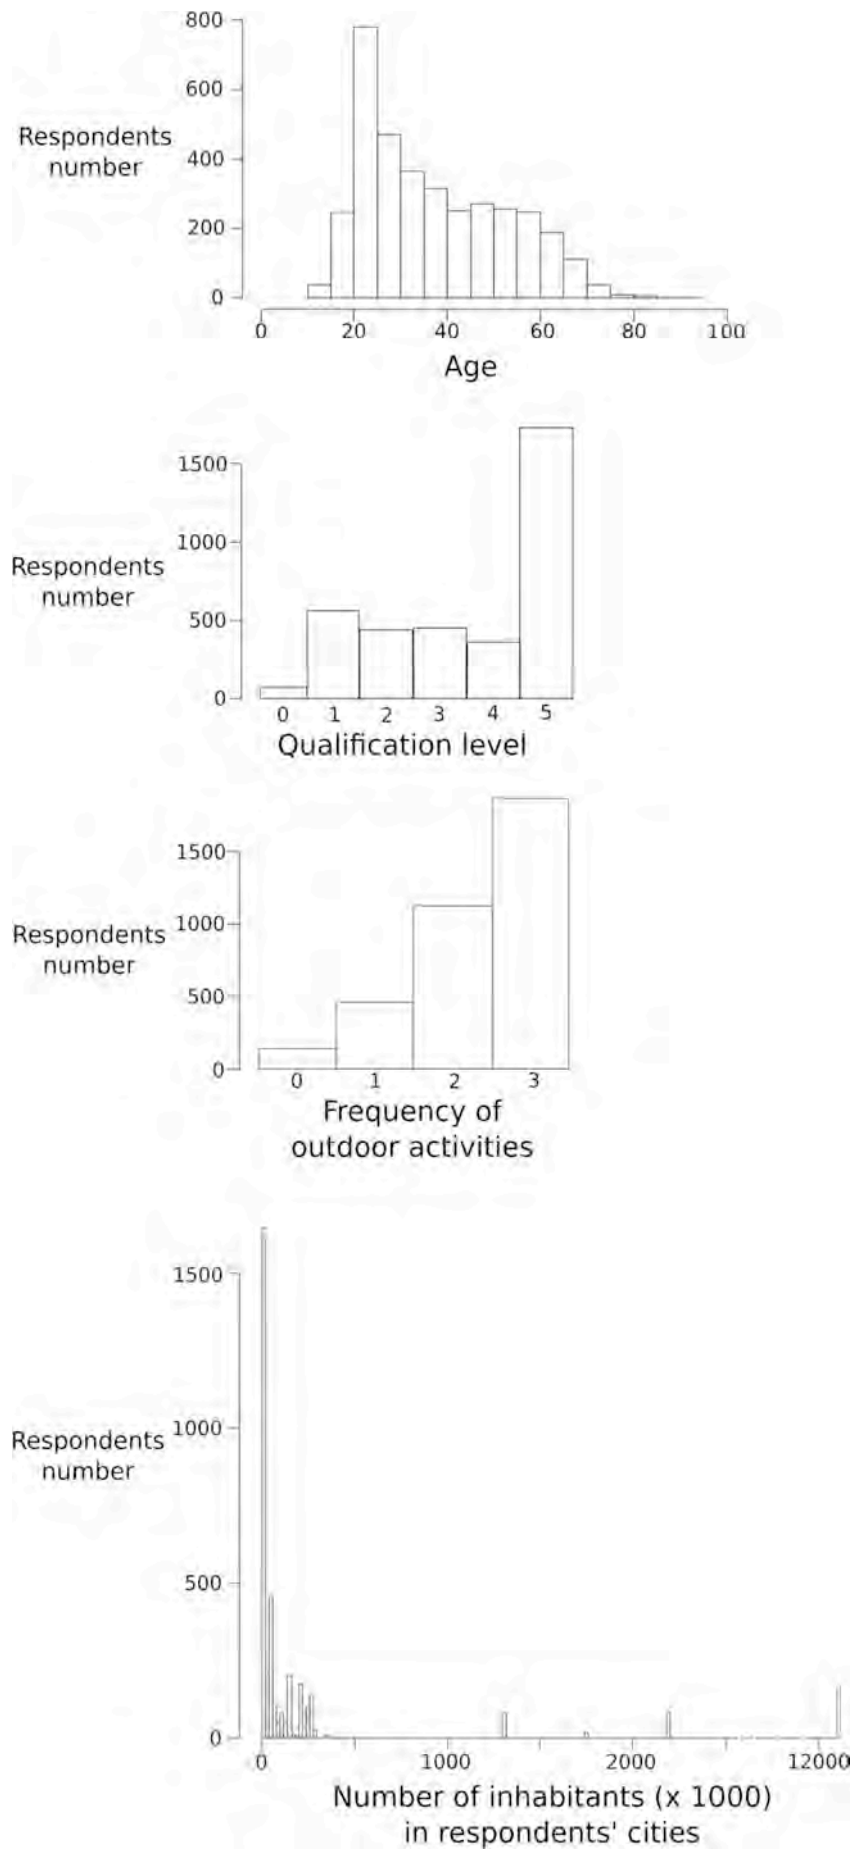 800
600
Respondents
number
400
200
0
0 20 40 60 80 100
Age
1500
1000
Respondents
number
500
0
0 1 2 3 4 5
Qualification level
1500
1000
Respondents
number
500
0
0 1 2 3
Frequency of
outdoor activities
1500
1000
Respondents
number
500
0
0 1000 2000 12000
Number of inhabitants (x 1000)
in respondents' cities